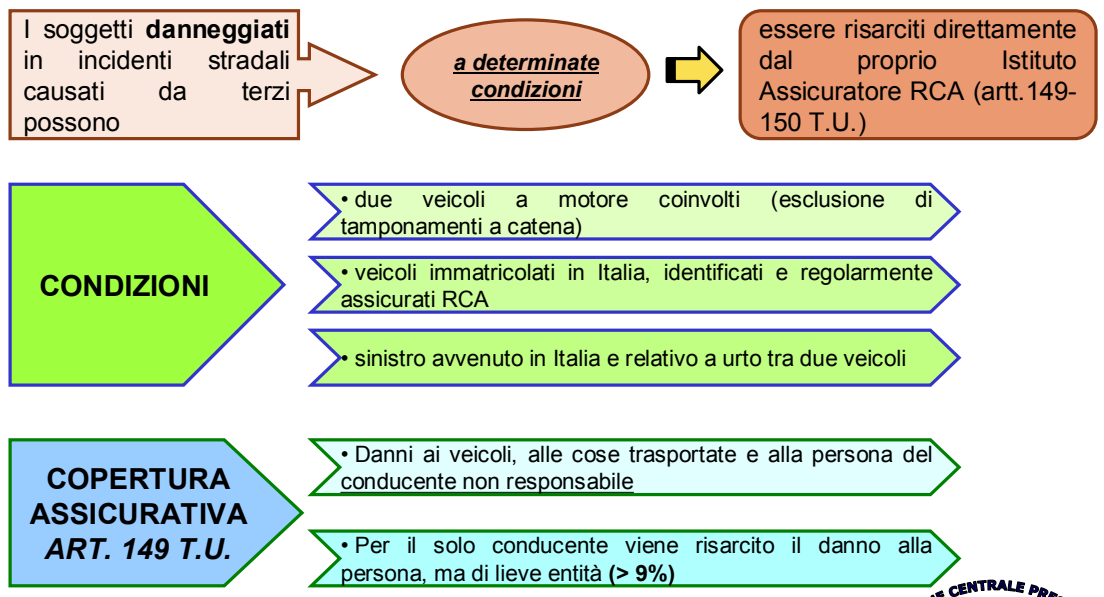 I soggetti danneggiati
in incidenti stradali
causati da terzi
possono
a determinate
condizioni
essere risarciti direttamente
dal proprio Istituto
Assicuratore RCA (artt.149-
150 T.U.)
CONDIZIONI
• due veicoli a motore coinvolti (esclusione di
tamponamenti a catena)
• veicoli immatricolati in Italia, identificati e regolarmente
assicurati RCA
• sinistro avvenuto in Italia e relativo a urto tra due veicoli
COPERTURA
ASSICURATIVA
ART. 149 T.U.
• Danni ai veicoli, alle cose trasportate e alla persona del
conducente non responsabile
• Per il solo conducente viene risarcito il danno alla
persona, ma di lieve entità (> 9%)
CENTRALE